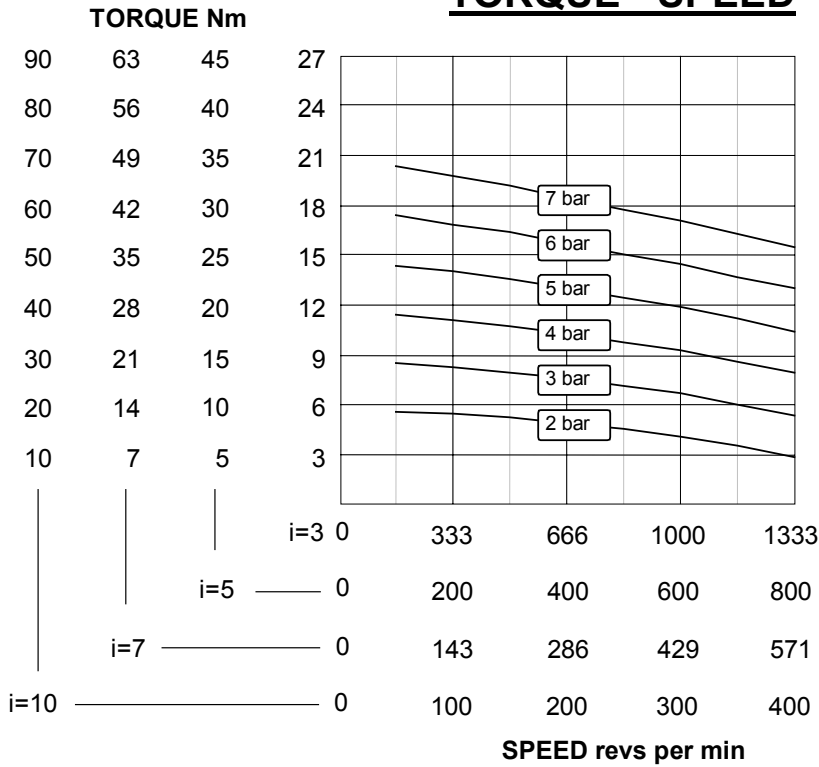 TORQUE - SPEED
TORQUE Nm
90 63 45 27
80 56 40 24
70 49 35 21
60 42 30 18
50 35 25 15
40 28 20 12
30 21 15 9
20 14 10 6
10 7 5 3
7 bar
6 bar
5 bar
4 bar
3 bar
2 bar
i=3 0 333 666 1000 1333
i=5 0 200 400 600 800
i=7 0 143 286 429 571
i=10 0 100 200 300 400
SPEED revs per min